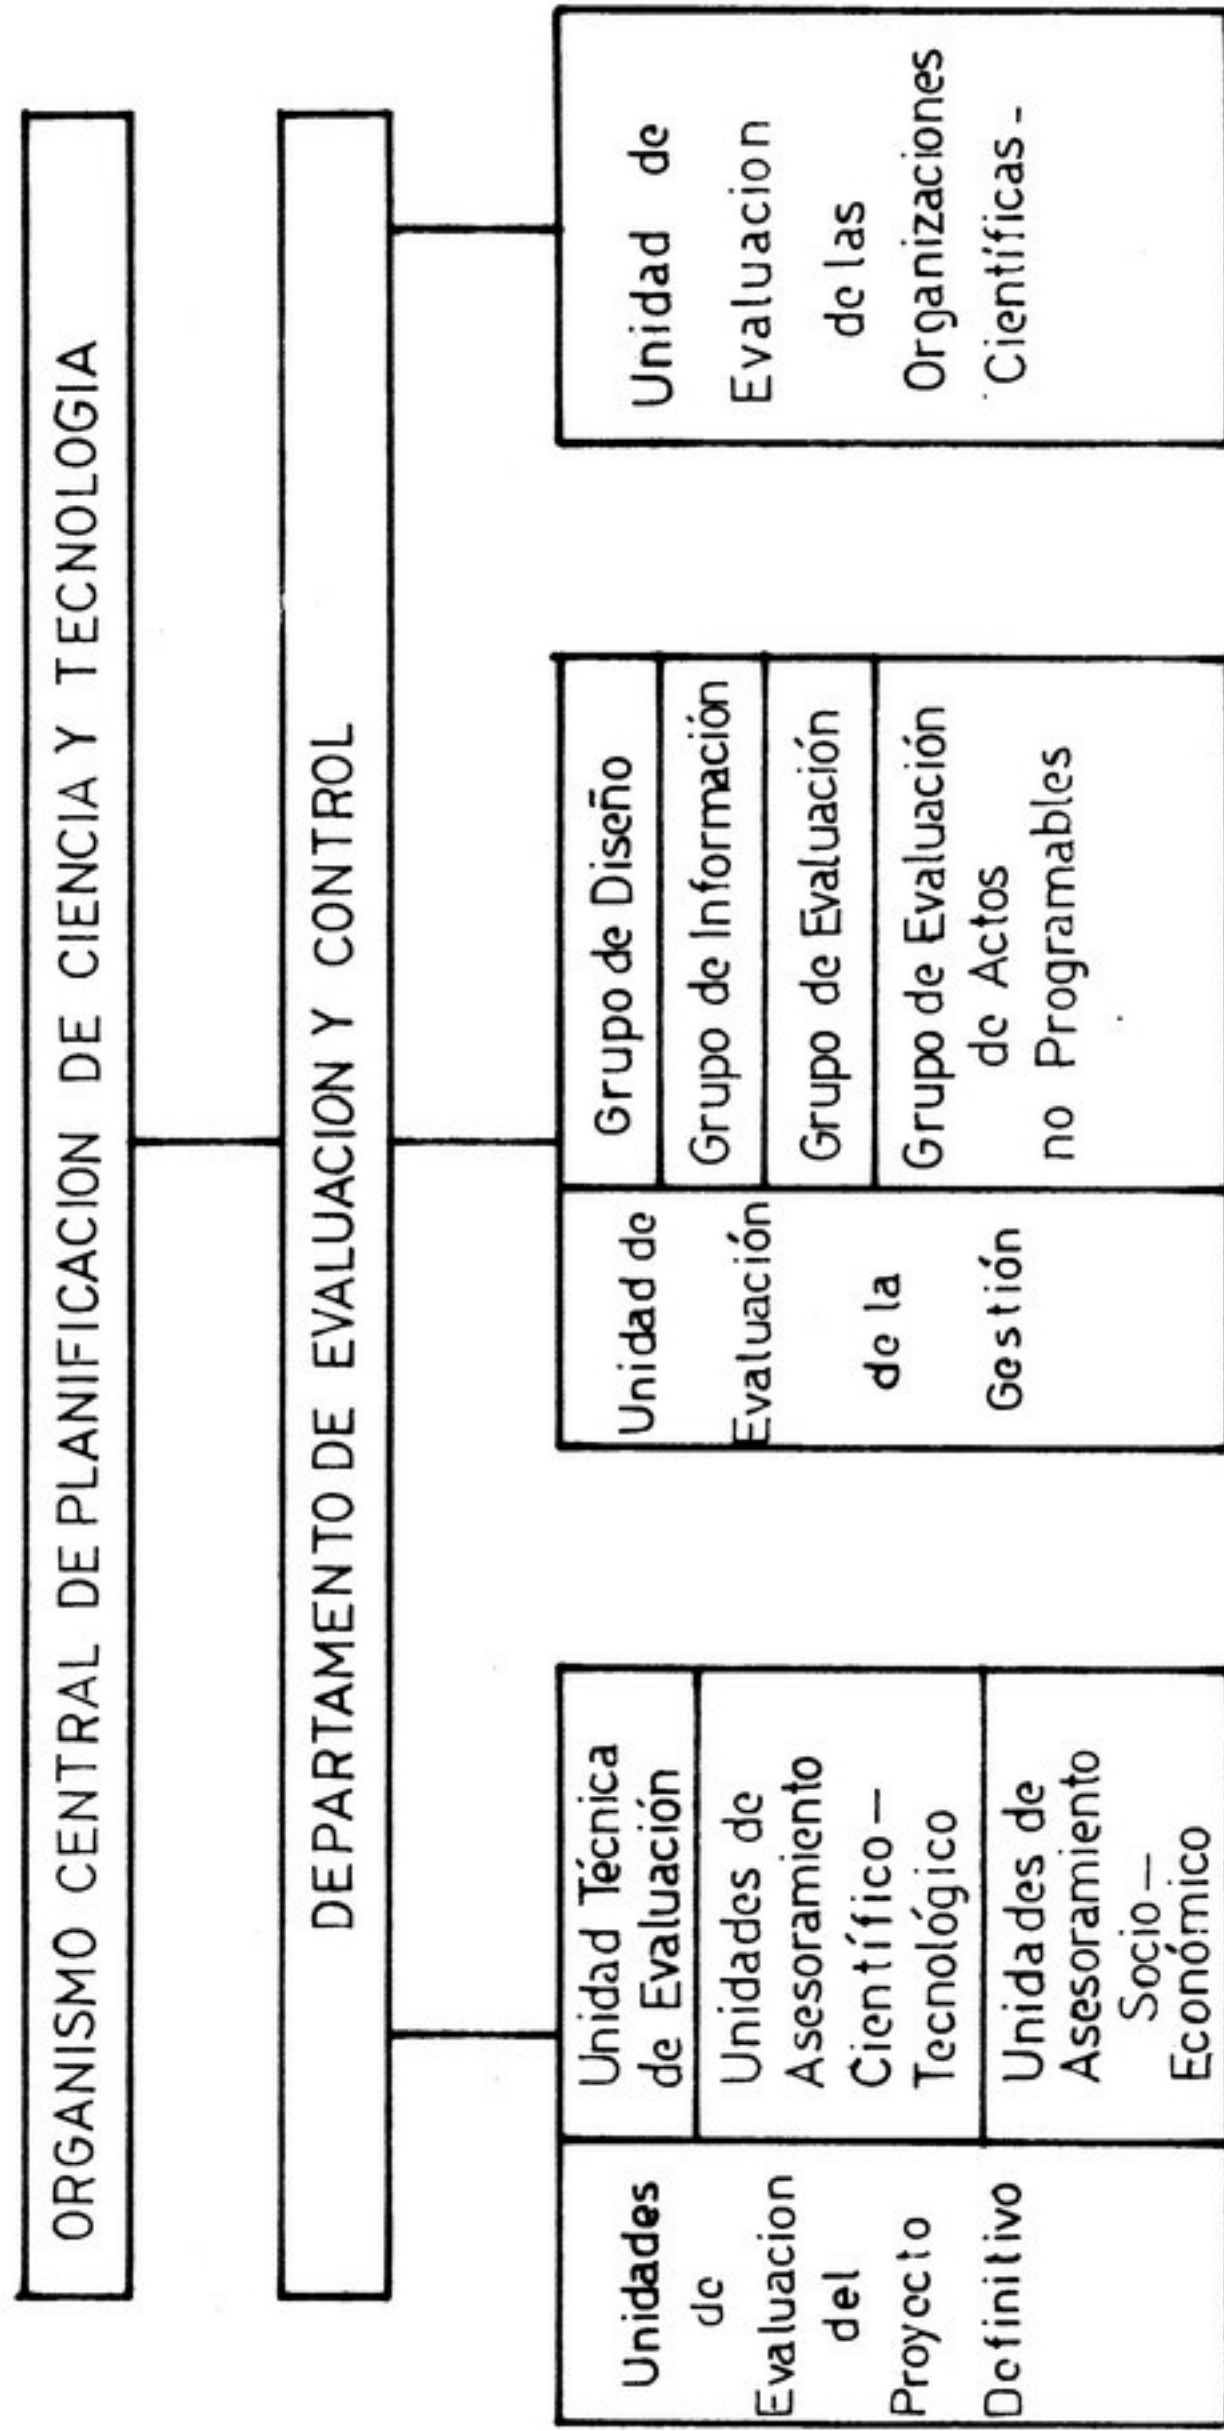 ORGANISMO CENTRAL DE PLANIFICACION DE CIENCIA Y TECNOLOGIA
DEPARTAMENTO DE EVALUACION Y CONTROL
Unidades
de
Evaluacion
del
Proyecto
Definitivo
Unidad Técnica
de Evaluación
Unidades de
Asesoramiento
Científico–
Tecnológico
Unidades de
Asesoramiento
Socio–
Económico
Unidad de
Evaluación
de la
Gestión
Grupo de Diseño
Grupo de Información
Grupo de Evaluación
Grupo de Evaluación
de Actos
no Programables
Unidad de
Evaluacion
de las
Organizaciones
Científicas-